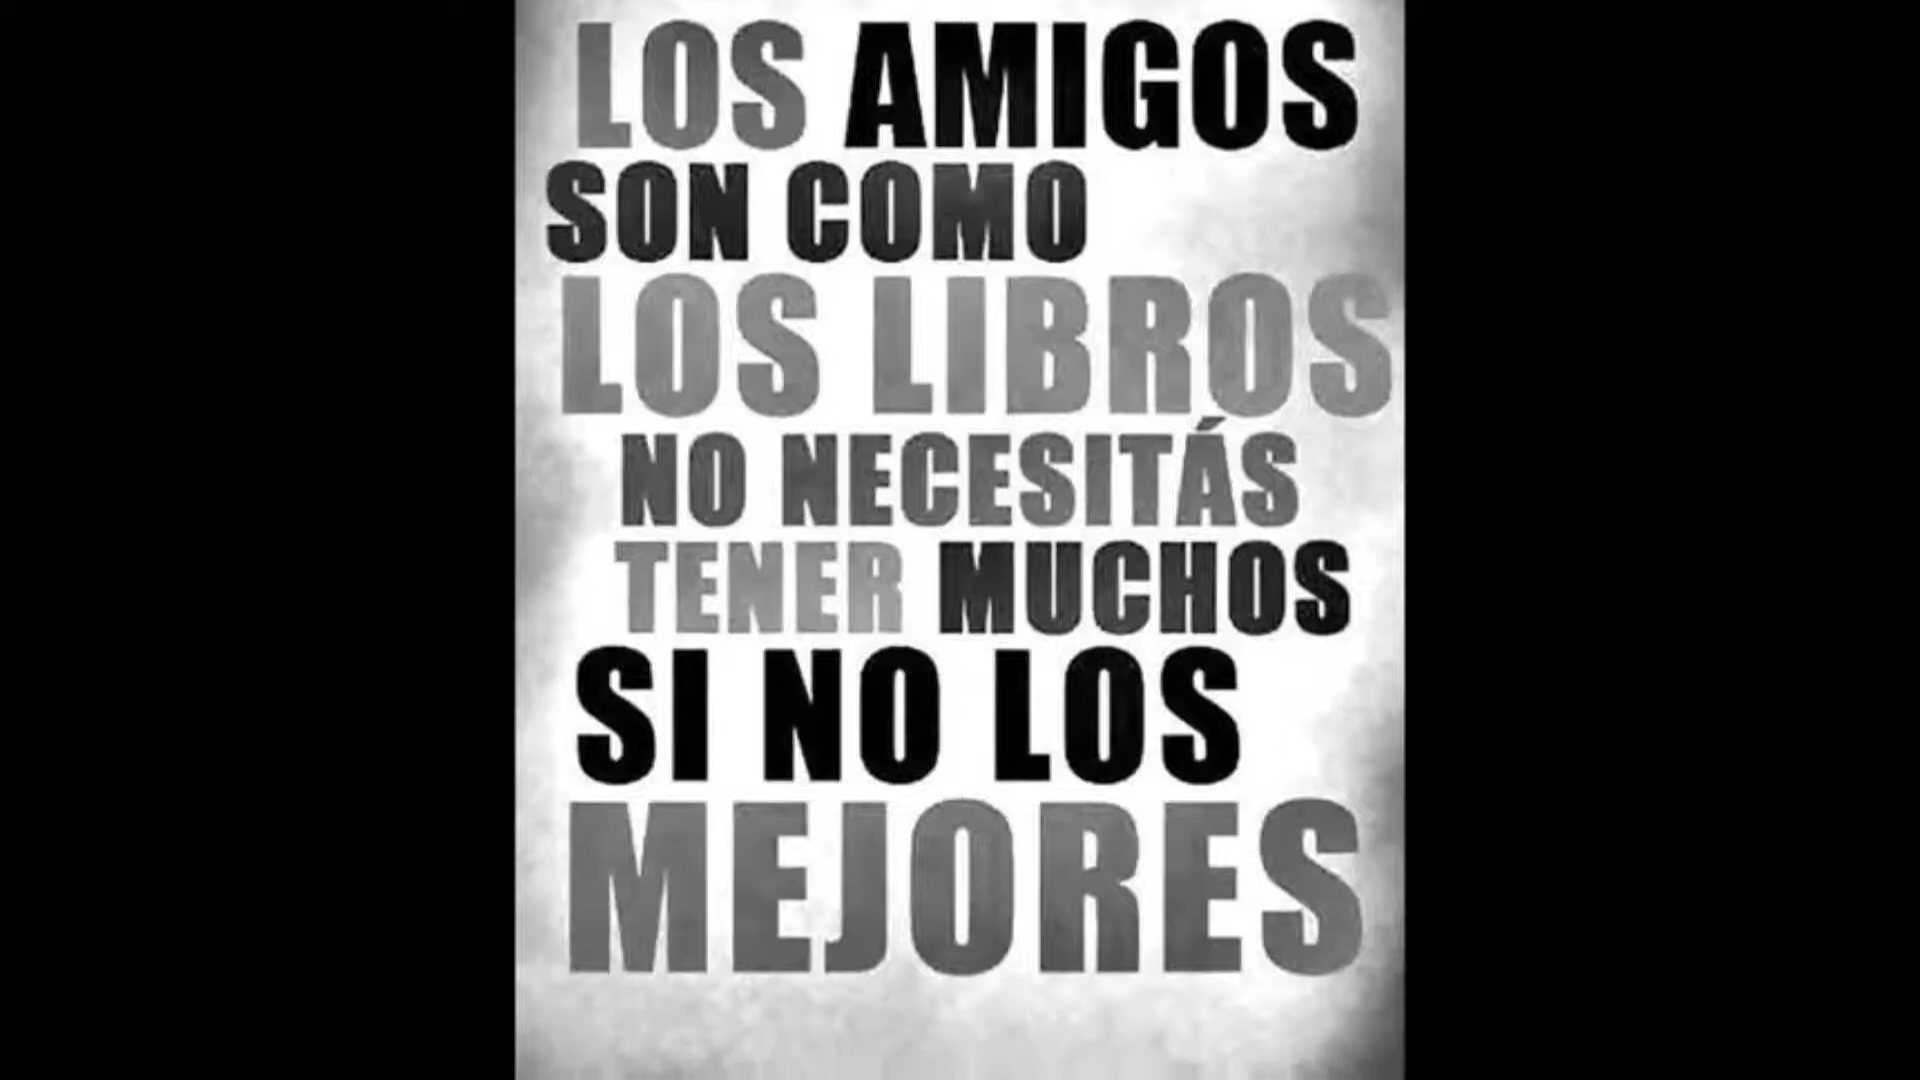 LOS AMIGOS
SON COMO
LOS LIBROS
NO NECESITÁS
TENER MUCHOS
SI NO LOS
MEJORES